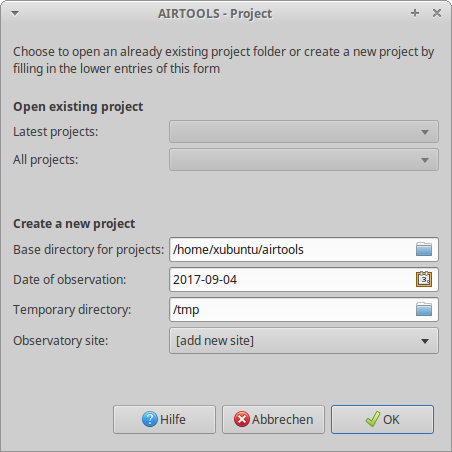 AIRTOOLS - Project
Choose to open an already existing project folder or create a new project by
filling in the lower entries of this form
Open existing project
Latest projects:
All projects:
Create a new project
Base directory for projects: /home/xubuntu/airtools
Date of observation: 2017-09-04
Temporary directory: /tmp
Observatory site: [add new site]
Hilfe Abbrechen OK